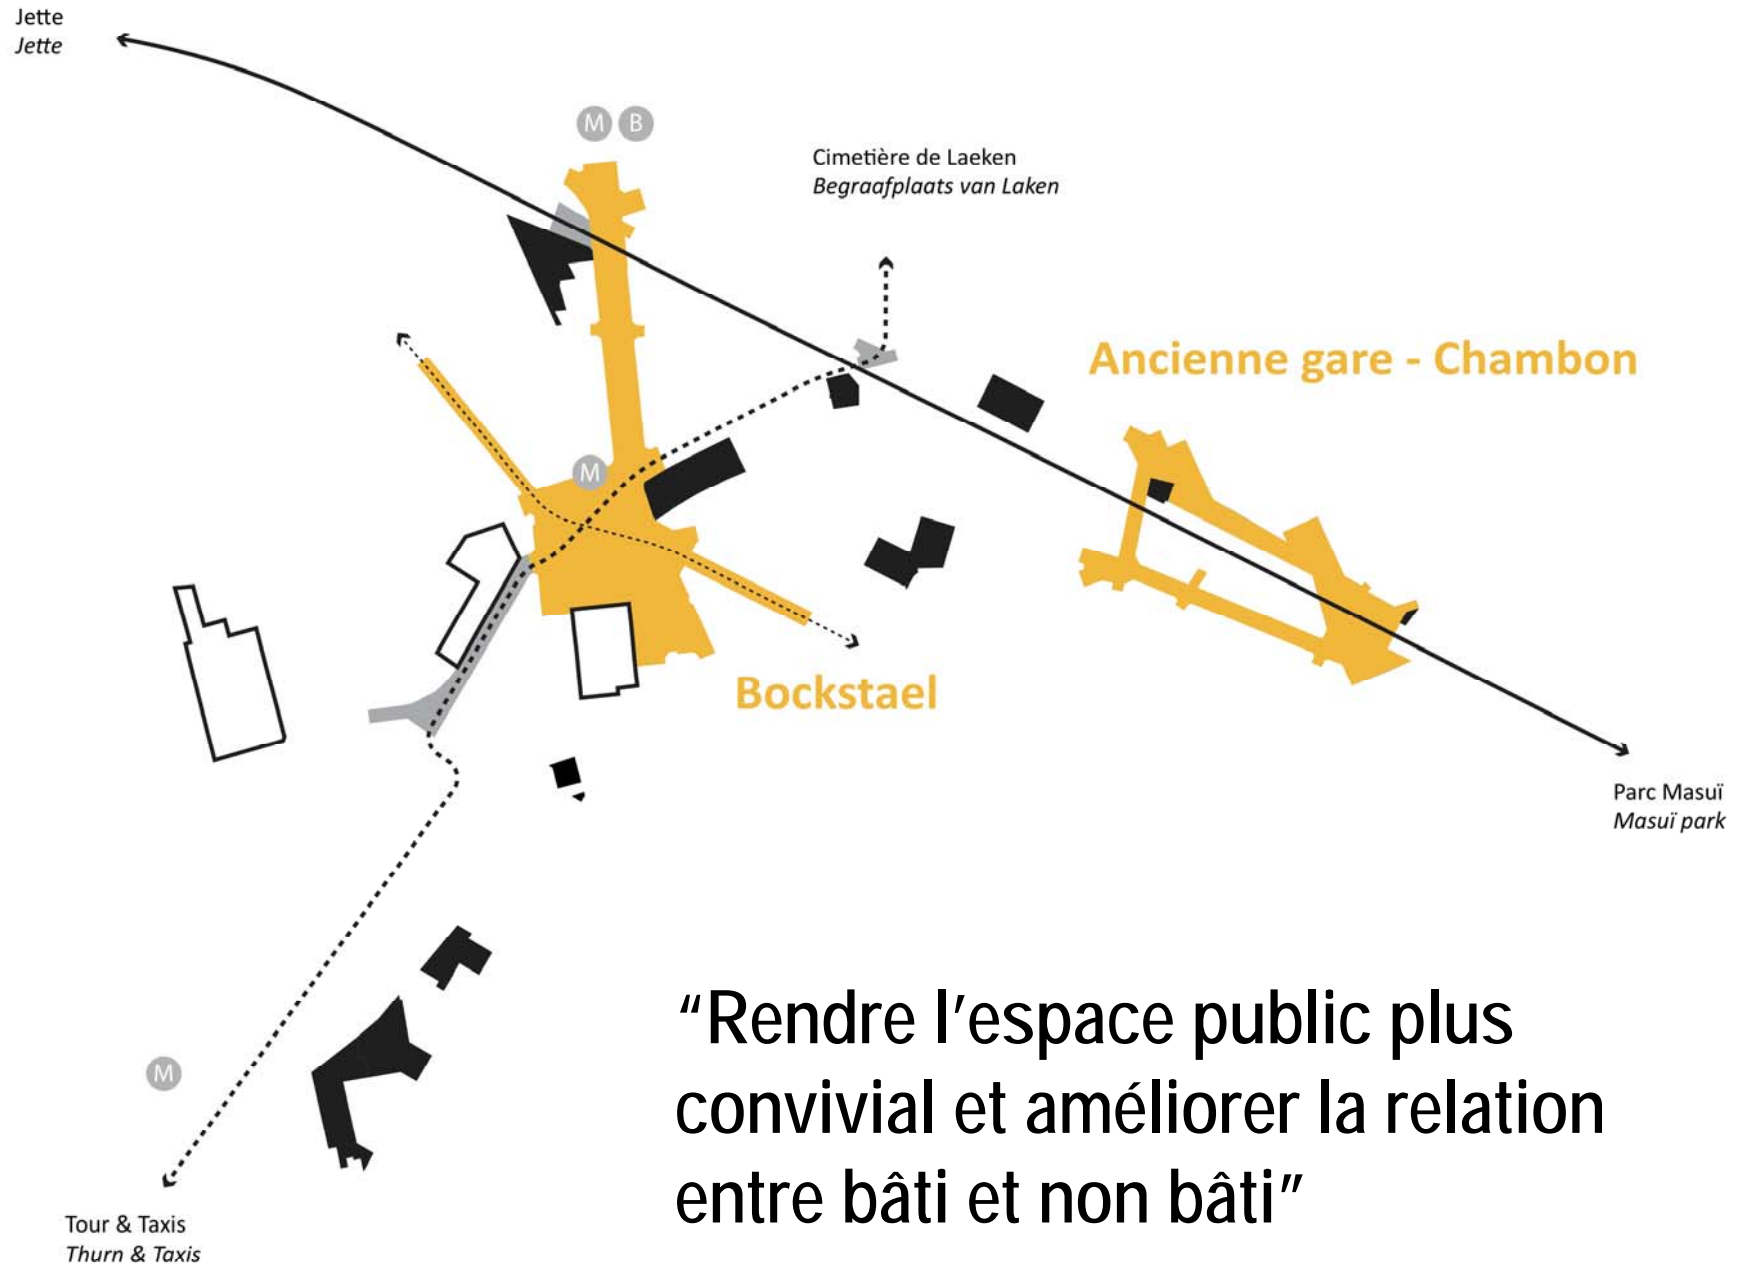 Jette
Jette
M B
Cimetière de Laeken
Begraafplaats van Laken
Ancienne gare - Chambon
M
Bockstael
Parc Masuï
Masuï park
“Rendre l’espace public plus
convivial et améliorer la relation
entre bâti et non bâti”
M
Tour & Taxis
Thurn & Taxis